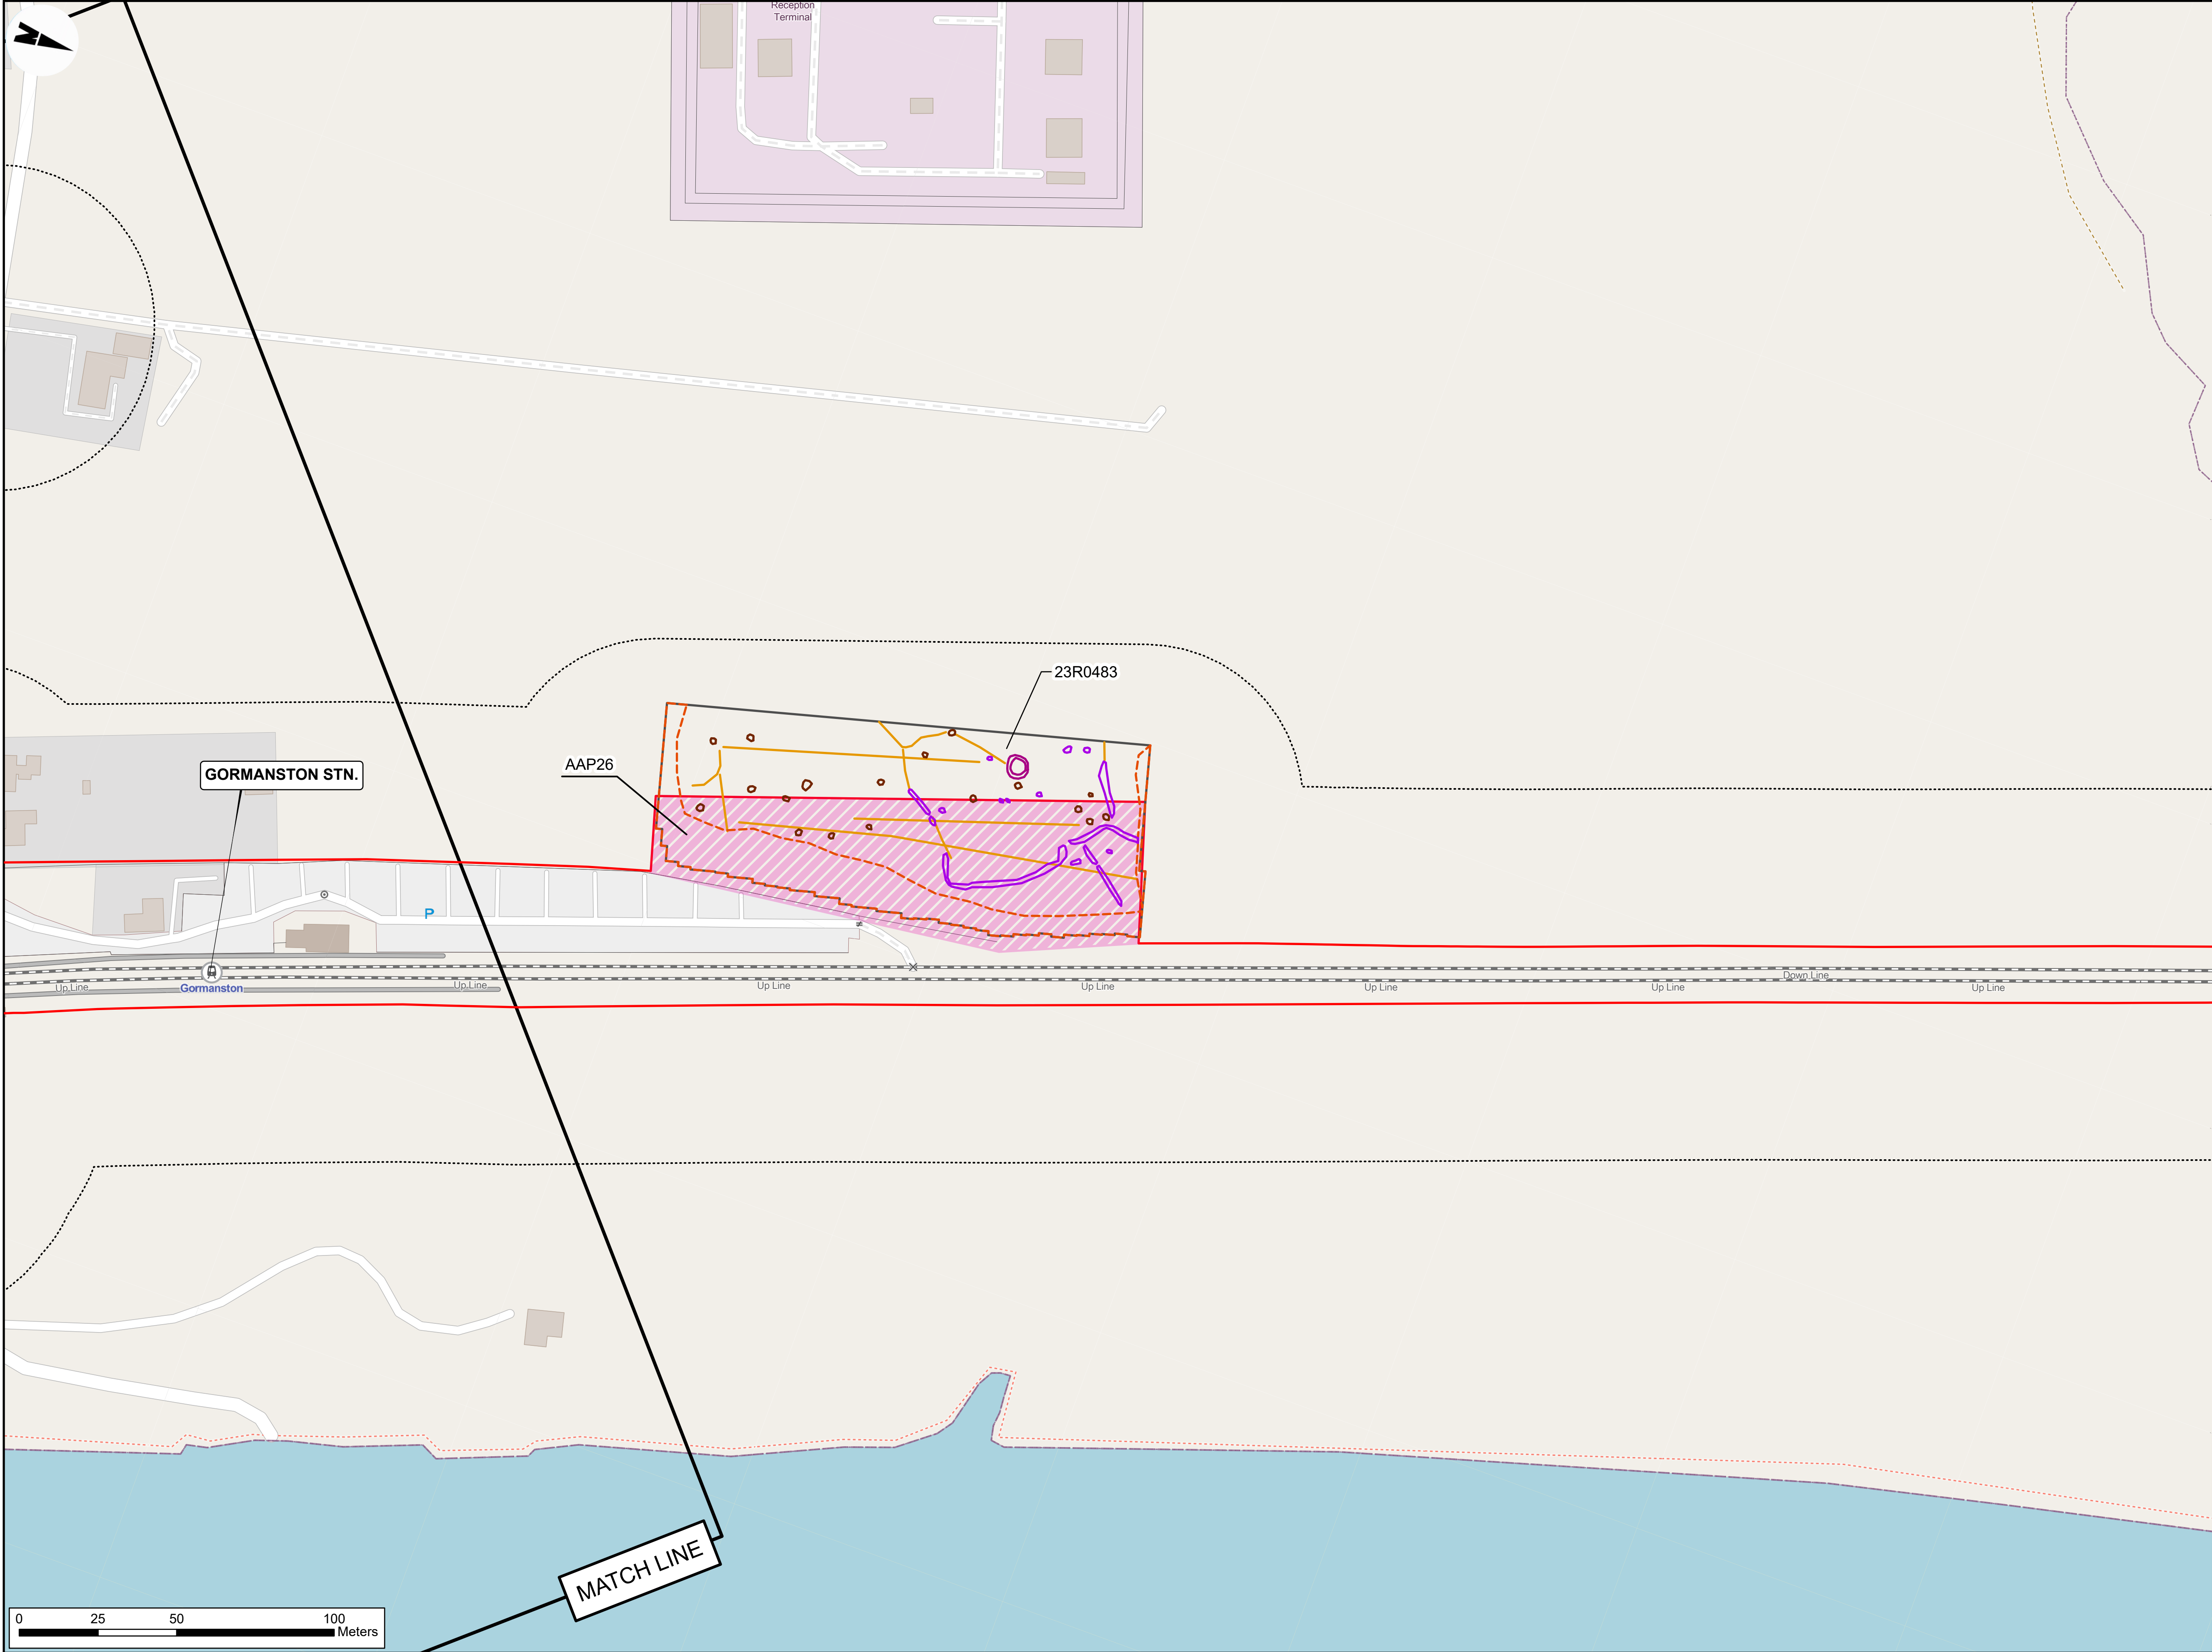 Reception
Terminal
N
23R0483
AAP26
GORMANSTON STN.
P
Gormanston
Up Line
Up Line
Up Line
Up Line
Up Line
Up Line
Down Line
Up Line
MATCH LINE
0 25 50 100
Meters